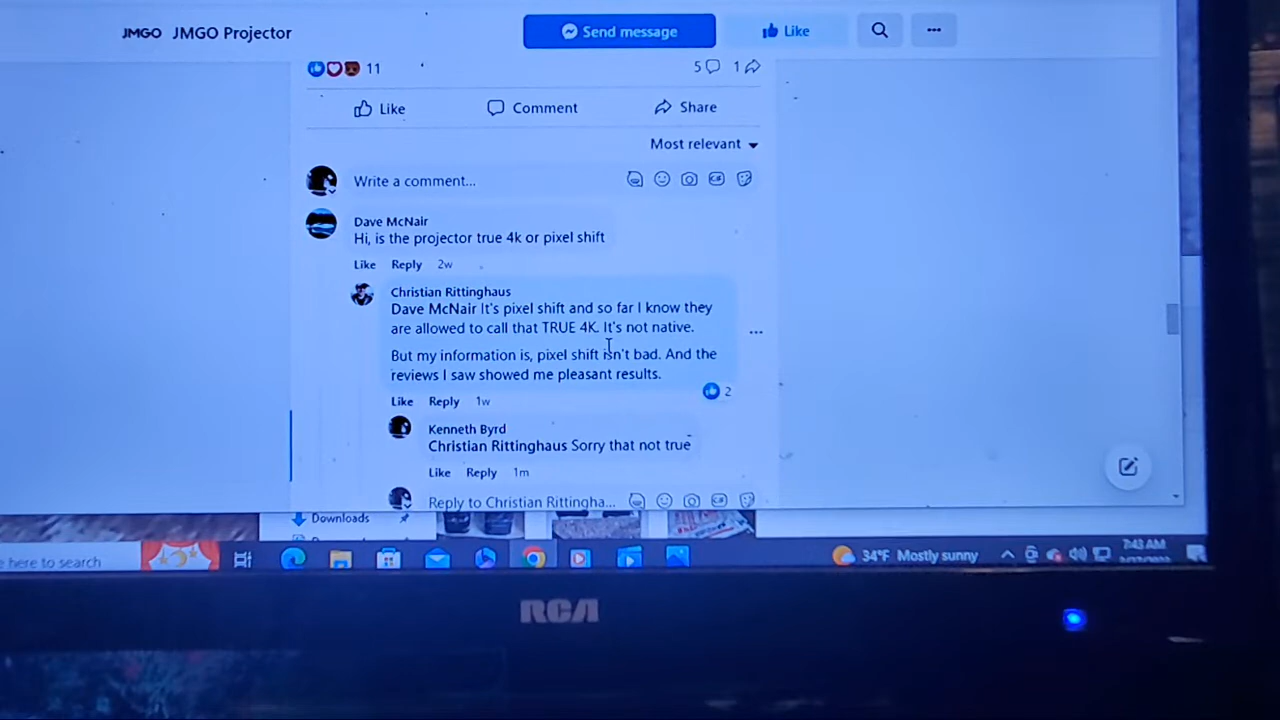 JMGO JMGO Projector
Send message
Like
11
5
1
Like
Comment
Share
Most relevant
Write a comment...
Dave McNair
Hi, is the projector true 4k or pixel shift
Like Reply 2w
Christian Rittinghaus
Dave McNair It's pixel shift and so far I know they
are allowed to call that TRUE 4K. It's not native.
But my information is, pixel shift isn't bad. And the
reviews I saw showed me pleasant results.
Like Reply 1w
2
Kenneth Byrd
Christian Rittinghaus Sorry that not true
Like Reply 1m
Reply to Christian Rittingha...
Downloads
here to search
34°F Mostly sunny
7:43 AM
RCA